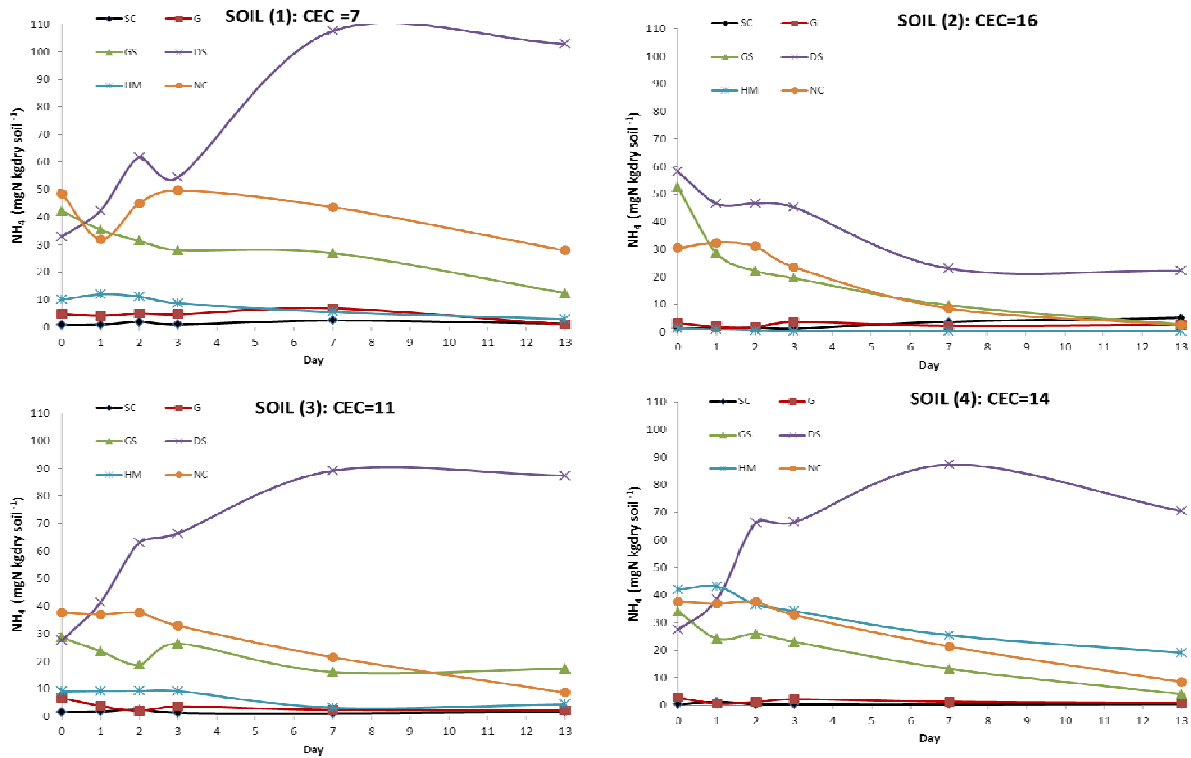 SOIL (1): CEC =7
SC G
GS DS
HM NC
NH4 (mgN kgdry soil -1)
110
100
90
80
70
60
50
40
30
20
10
0
0 1 2 3 4 5 6 7 8 9 10 11 12 13
Day
SOIL (2): CEC=16
SC G
GS DS
HM NC
NH4 (mgN kgdry soil -1)
110
100
90
80
70
60
50
40
30
20
10
0
0 1 2 3 4 5 6 7 8 9 10 11 12 13
Day
SOIL (3): CEC=11
SC G
GS DS
HM NC
NH4 (mgN kgdry soil -1)
110
100
90
80
70
60
50
40
30
20
10
0
0 1 2 3 4 5 6 7 8 9 10 11 12 13
Day
SOIL (4): CEC=14
SC G
GS DS
HM NC
NH4 (mgN kgdry soil -1)
110
100
90
80
70
60
50
40
30
20
10
0
0 1 2 3 4 5 6 7 8 9 10 11 12 13
Day